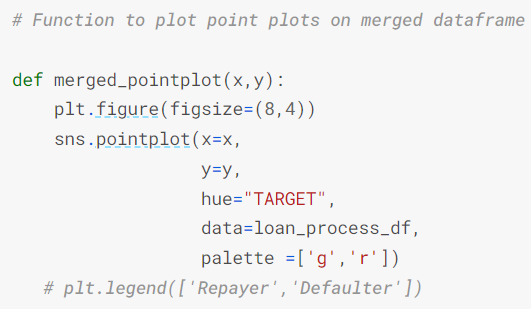 # Function to plot point plots on merged dataframe
def merged_pointplot(x,y):
    plt.figure(figsize=(8,4))
    sns.pointplot(x=x,
                  y=y,
                  hue="TARGET",
                  data=loan_process_df,
                  palette =['g','r'])
   # plt.legend(['Repayer','Defaulter'])